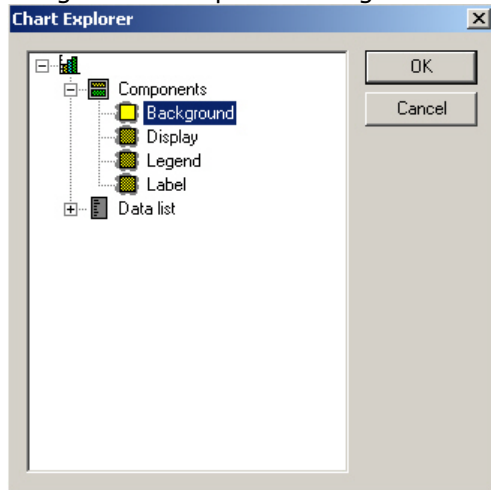 Chart Explorer
OK
Components
Cancel
Background
Display
Legend
Label
Data list